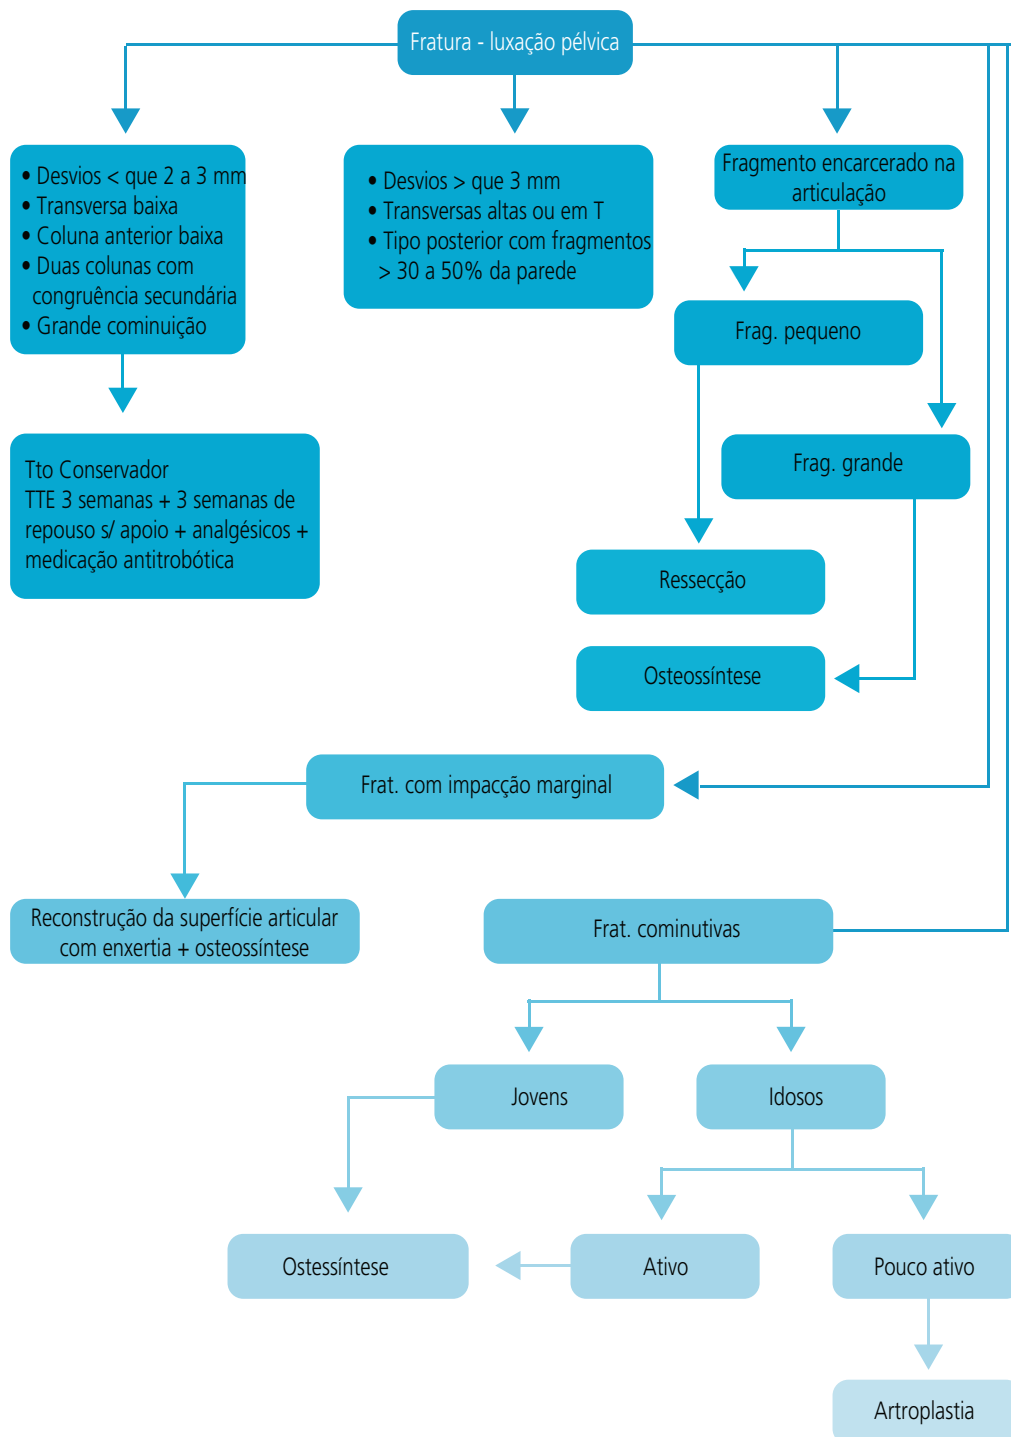 Fratura - luxação pélvica
• Desvios < que 2 a 3 mm
• Transversa baixa
• Coluna anterior baixa
• Duas colunas com
congruência secundária
• Grande cominuição
• Desvios > que 3 mm
• Transversas altas ou em T
• Tipo posterior com fragmentos
> 30 a 50% da parede
Fragmento encarcerado na
articulação
Frag. pequeno
Frag. grande
Tto Conservador
TTE 3 semanas + 3 semanas de
repouso s/ apoio + analgésicos +
medicação antitrobótica
Ressecção
Osteossíntese
Frat. com impacção marginal
Reconstrução da superfície articular
com enxertia + osteossíntese
Frat. cominutivas
Jovens
Idosos
Ostessíntese
Ativo
Pouco ativo
Artroplastia